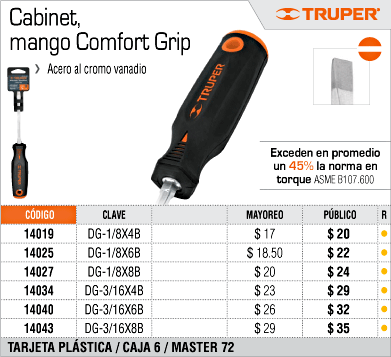 Cabinet,
mango Comfort Grip
TRUPER®
Acero al cromo vanadio
TRUPER
Exceden en promedio
un 45% la norma en
torque ASME B107.600
CÓDIGO CLAVE MAYOREO PÚBLICO R
14019 DG-1/8X4B $ 17 $ 20
14025 DG-1/8X6B $ 18.50 $ 22
14027 DG-1/8X8B $ 20 $ 24
14034 DG-3/16X4B $ 23 $ 29
14040 DG-3/16X6B $ 26 $ 32
14043 DG-3/16X8B $ 29 $ 35
TARJETA PLÁSTICA / CAJA 6 / MASTER 72